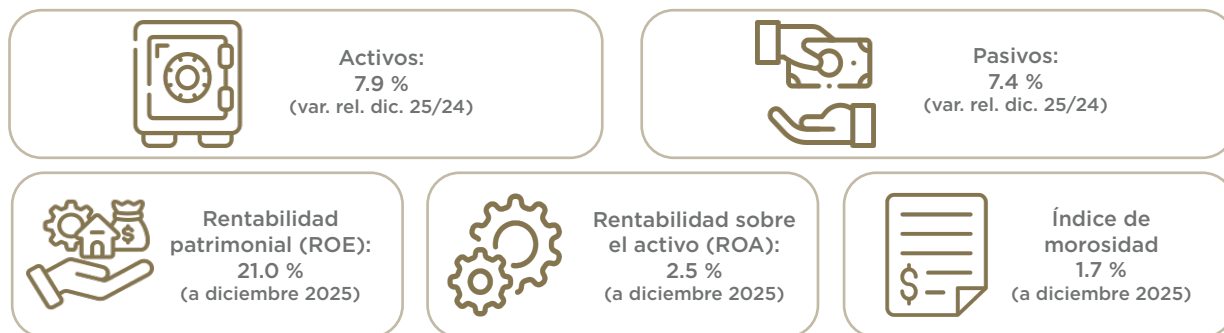 Activos:
7.9 %
(var. rel. dic. 25/24)
Pasivos:
7.4 %
(var. rel. dic. 25/24)
Rentabilidad
patrimonial (ROE):
21.0 %
(a diciembre 2025)
Rentabilidad sobre
el activo (ROA):
2.5 %
(a diciembre 2025)
Índice de
morosidad
1.7 %
(a diciembre 2025)